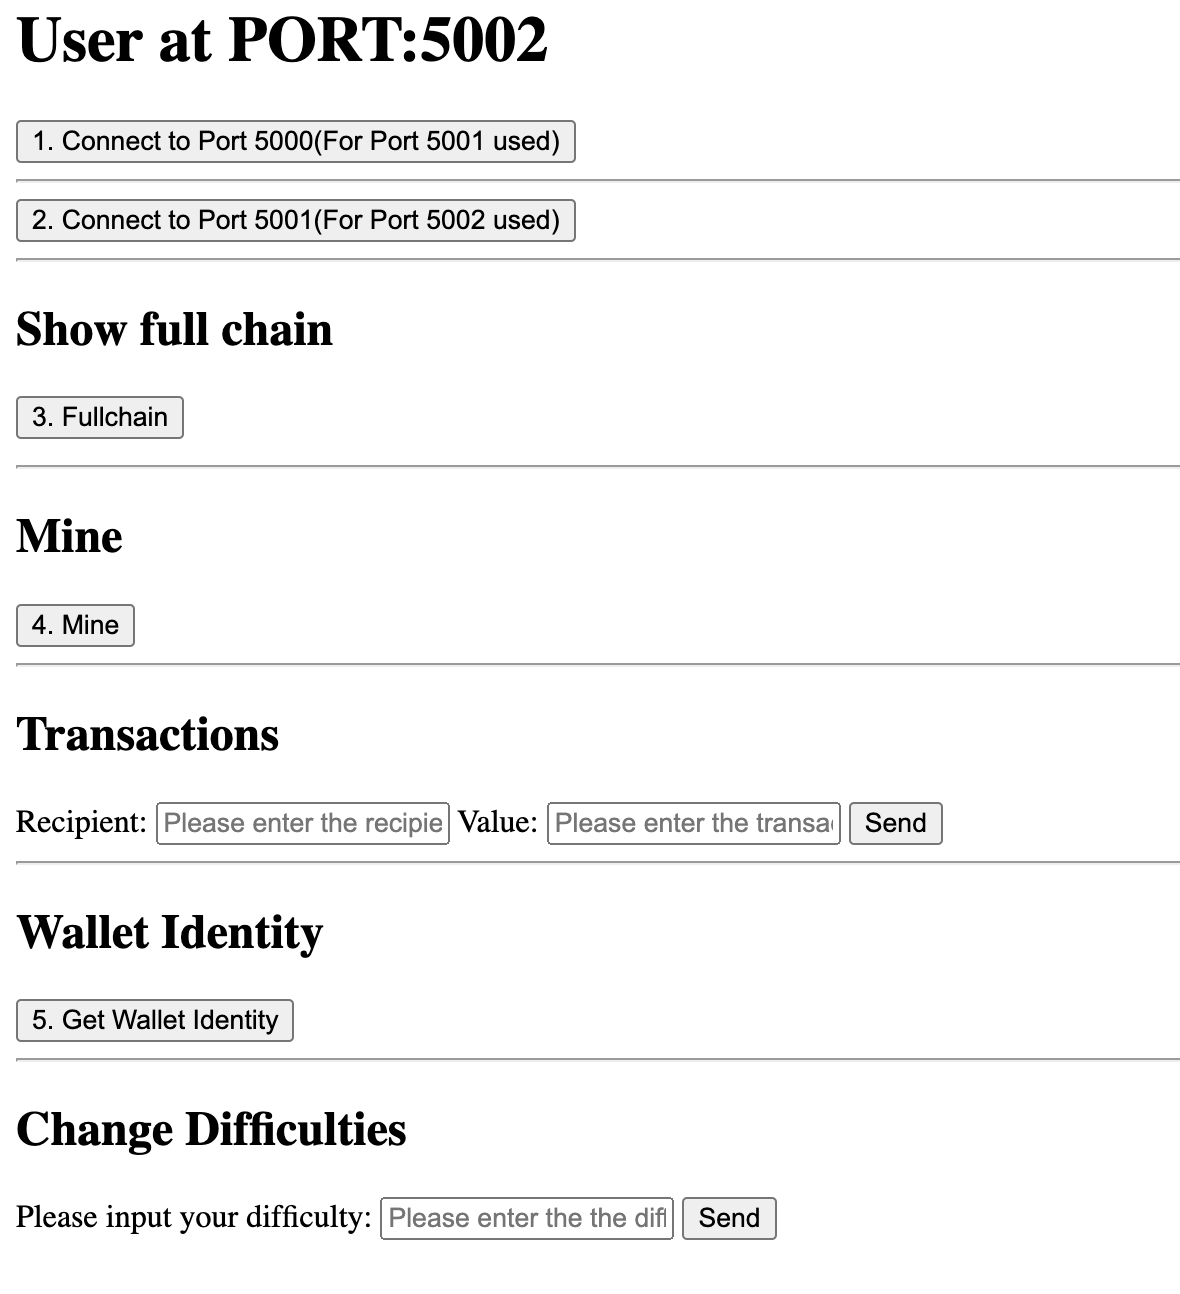 User at PORT:5002
1. Connect to Port 5000(For Port 5001 used)
2. Connect to Port 5001(For Port 5002 used)
Show full chain
3. Fullchain
Mine
4. Mine
Transactions
Recipient: Please enter the recipie Value: Please enter the transac Send
Wallet Identity
5. Get Wallet Identity
Change Difficulties
Please input your difficulty: Please enter the the diff Send